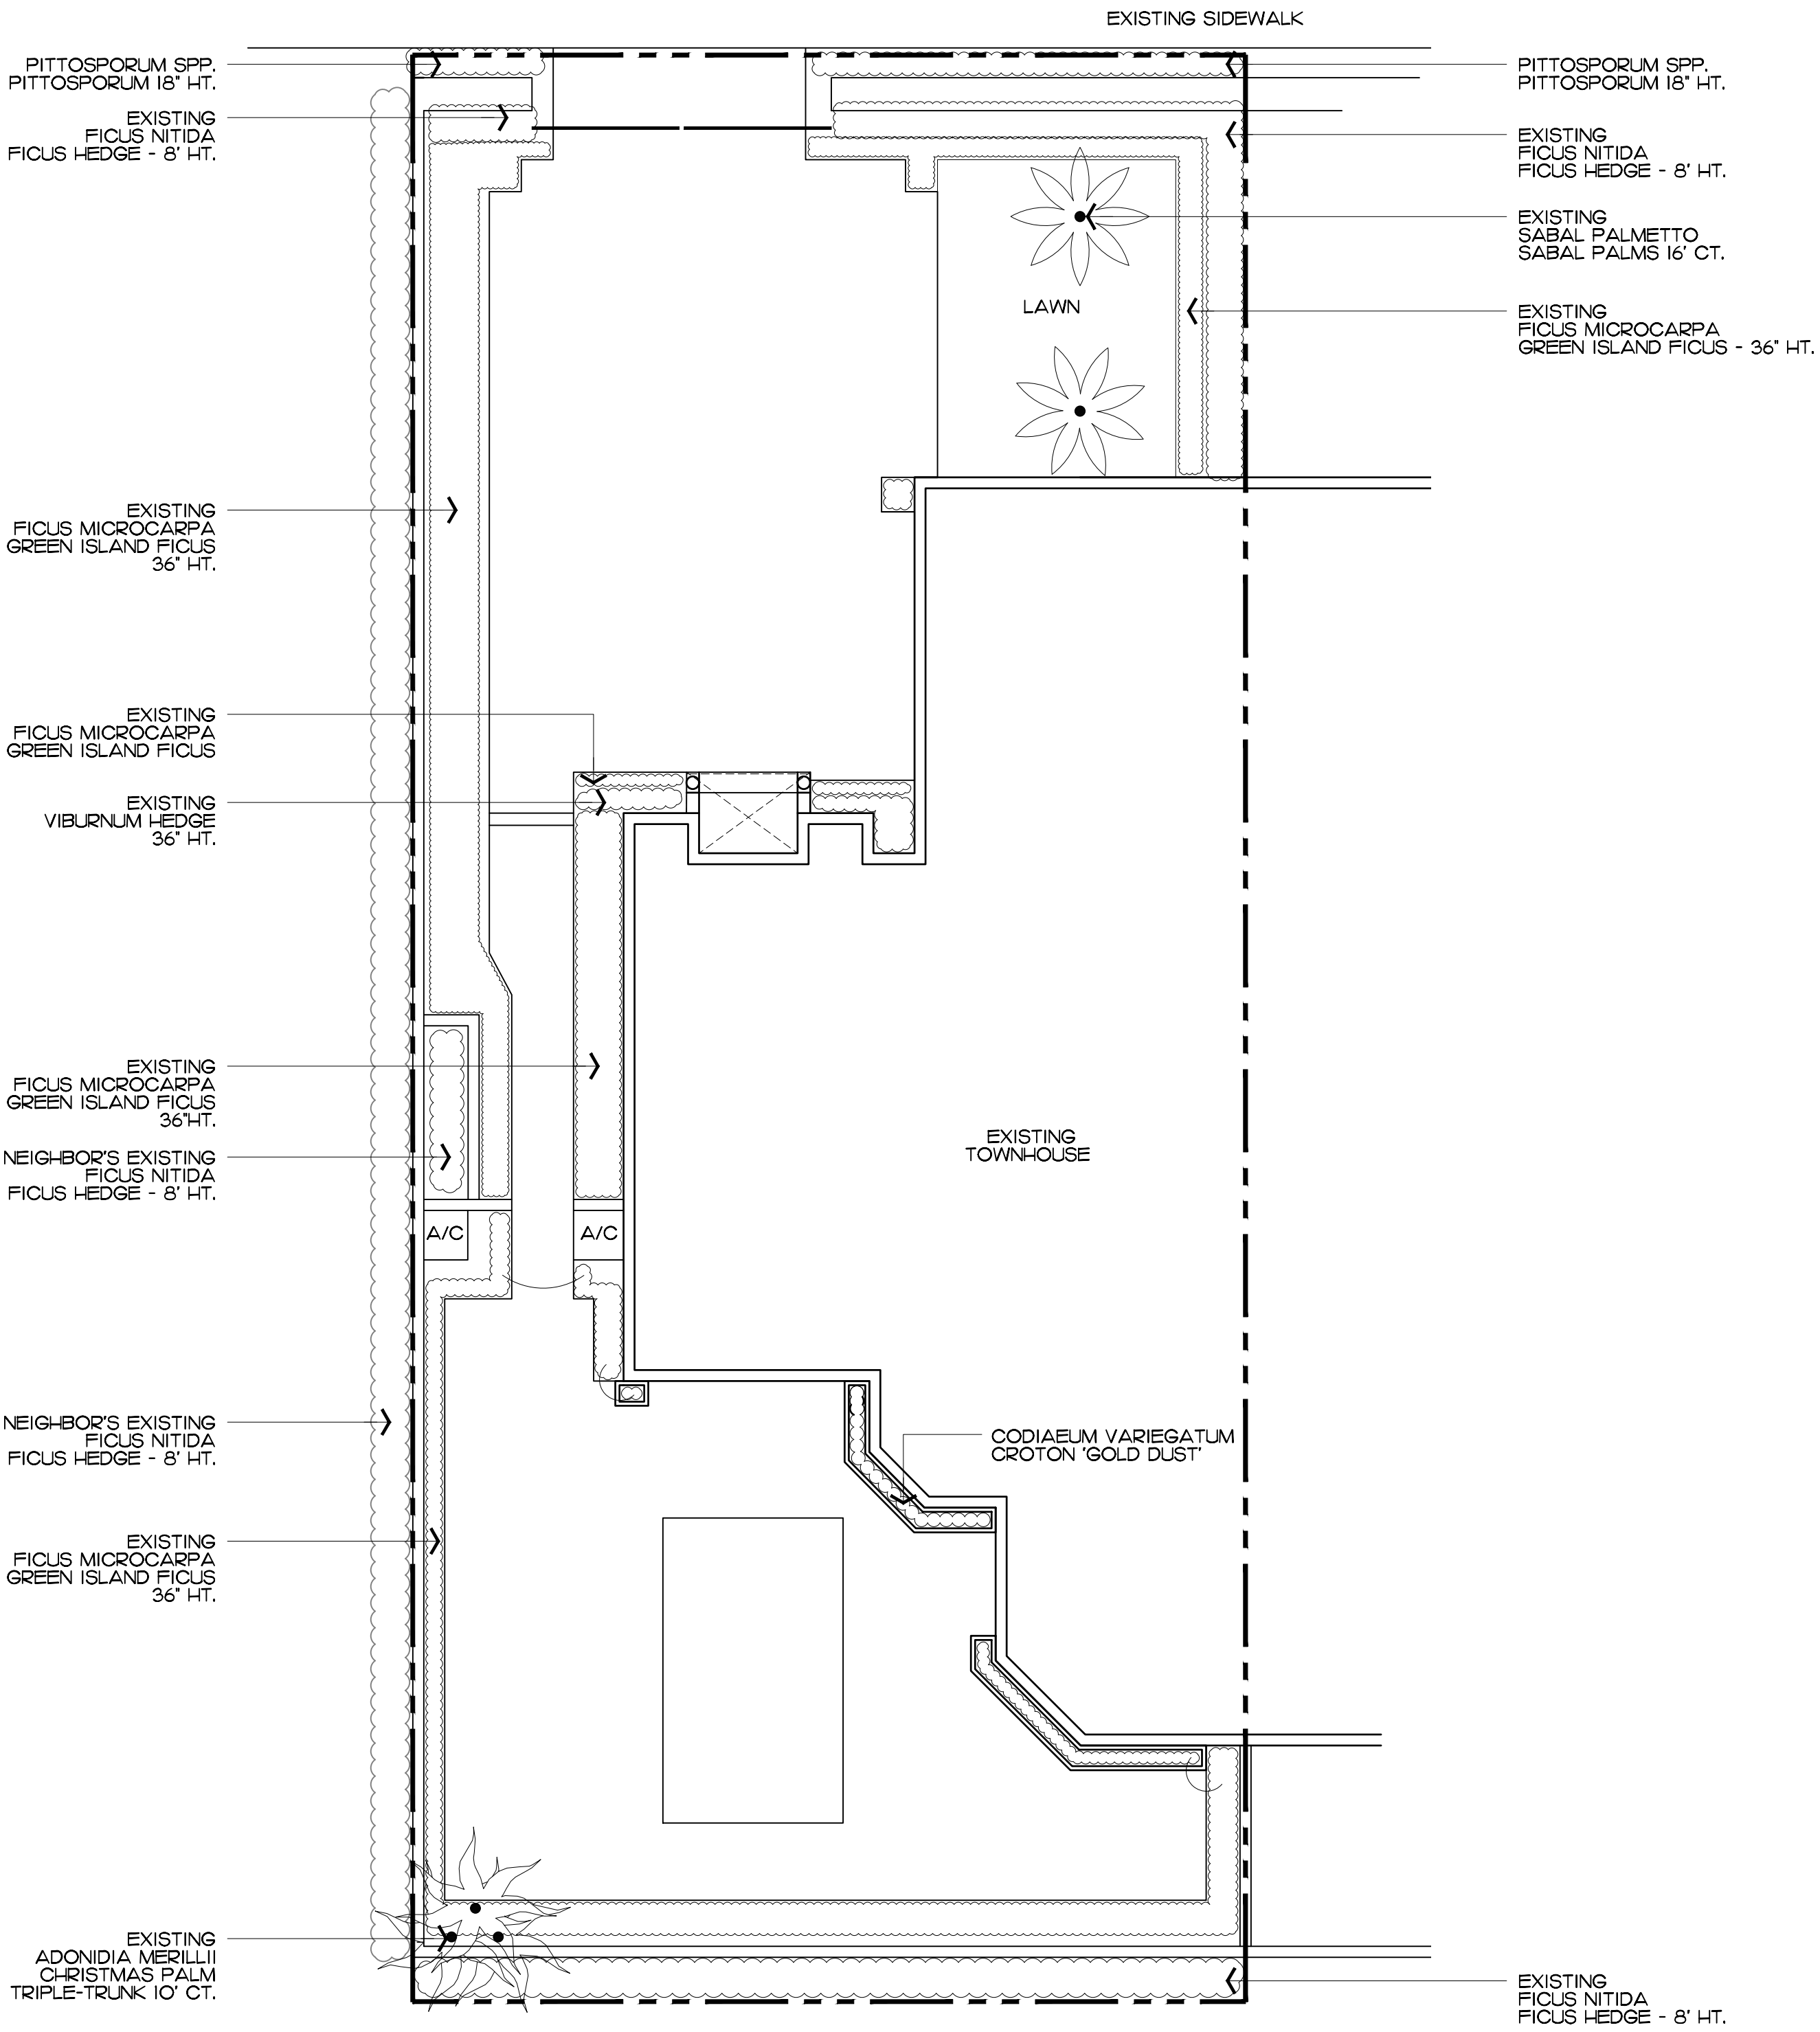 EXISTING SIDEWALK
PITTOSPORUM SPP.
PITTOSPORUM 18" HT.
EXISTING
FICUS NITIDA
FICUS HEDGE - 8' HT.
PITTOSPORUM SPP.
PITTOSPORUM 18" HT.
EXISTING
FICUS NITIDA
FICUS HEDGE - 8' HT.
EXISTING
SABAL PALMETTO
SABAL PALMS 16' CT.
LAWN
EXISTING
FICUS MICROCARPA
GREEN ISLAND FICUS - 36" HT.
EXISTING
FICUS MICROCARPA
GREEN ISLAND FICUS
36" HT.
EXISTING
FICUS MICROCARPA
GREEN ISLAND FICUS
EXISTING
VIBURNUM HEDGE
36" HT.
EXISTING
FICUS MICROCARPA
GREEN ISLAND FICUS
36"HT.
EXISTING
TOWNHOUSE
NEIGHBOR'S EXISTING
FICUS NITIDA
FICUS HEDGE - 8' HT.
A/C
A/C
NEIGHBOR'S EXISTING
FICUS NITIDA
FICUS HEDGE - 8' HT.
CODIAEUM VARIEGATUM
CROTON 'GOLD DUST'
EXISTING
FICUS MICROCARPA
GREEN ISLAND FICUS
36" HT.
EXISTING
ADONIDIA MERILLII
CHRISTMAS PALM
TRIPLE-TRUNK 10' CT.
EXISTING
FICUS NITIDA
FICUS HEDGE - 8' HT.